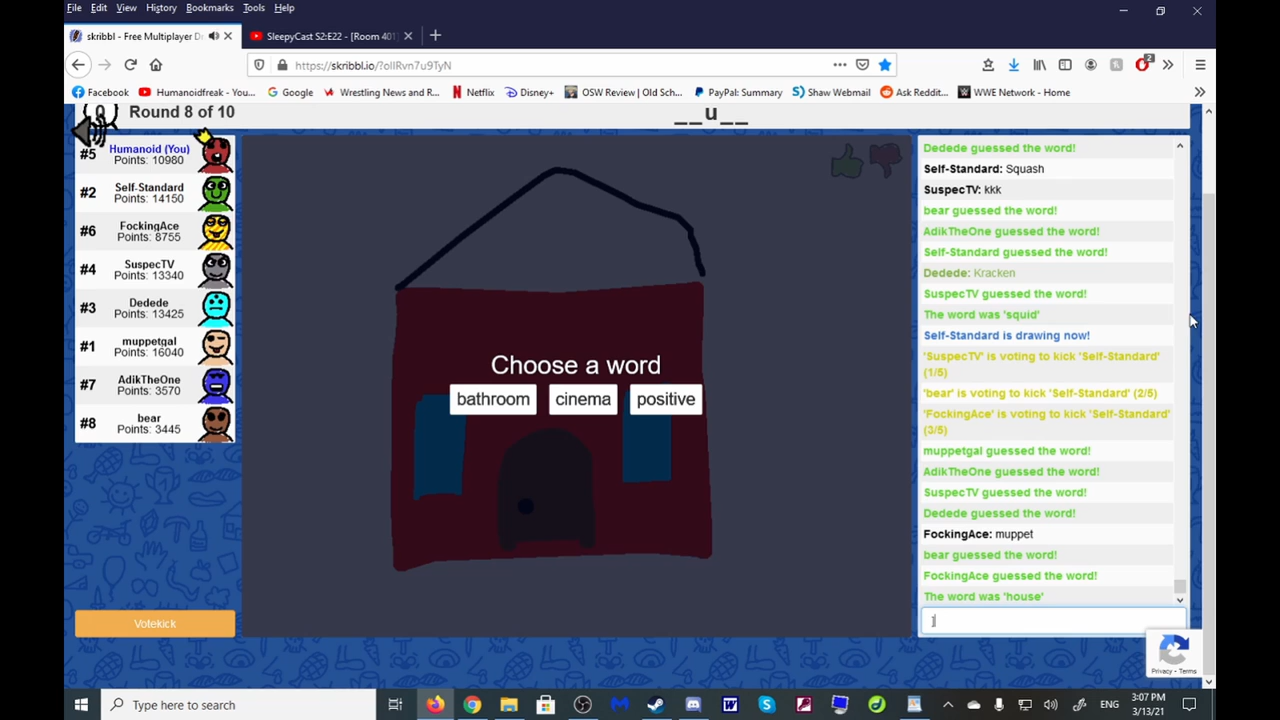 File Edit View History Bookmarks Tools Help
skribbl - Free Multiplayer D
SleepyCast S2:E22 - [Room 401]
https://skribbl.io/?olIRvn7u9TyN
2
Facebook Humanoidfreak - You... Google Wrestling News and R... Netflix Disney+ OSW Review | Old Sch... PayPal: Summary Shaw Webmail Ask Reddit... WWE Network - Home
0 Round 8 of 10 __u__
#5 Humanoid (You)
Points: 10980
#2 Self-Standard
Points: 14150
#6 FockingAce
Points: 8755
#4 SuspecTV
Points: 13340
#3 Dedede
Points: 13425
#1 muppetgal
Points: 16040
#7 AdikTheOne
Points: 3570
#8 bear
Points: 3445
Votekick
Choose a word
bathroom cinema positive
Dedede guessed the word!
Self-Standard: Squash
SuspecTV: kkk
bear guessed the word!
AdikTheOne guessed the word!
Self-Standard guessed the word!
Dedede: Kracken
SuspecTV guessed the word!
The word was 'squid'
Self-Standard is drawing now!
'SuspecTV' is voting to kick 'Self-Standard'
(1/5)
'bear' is voting to kick 'Self-Standard' (2/5)
'FockingAce' is voting to kick 'Self-Standard'
(3/5)
muppetgal guessed the word!
AdikTheOne guessed the word!
SuspecTV guessed the word!
Dedede guessed the word!
FockingAce: muppet
bear guessed the word!
FockingAce guessed the word!
The word was 'house'
Privacy - Terms
Type here to search
ENG
3:07 PM
3/13/21